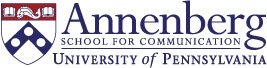 Annenberg
SCHOOL FOR COMMUNICATION
UNIVERSITY of PENNSYLVANIA